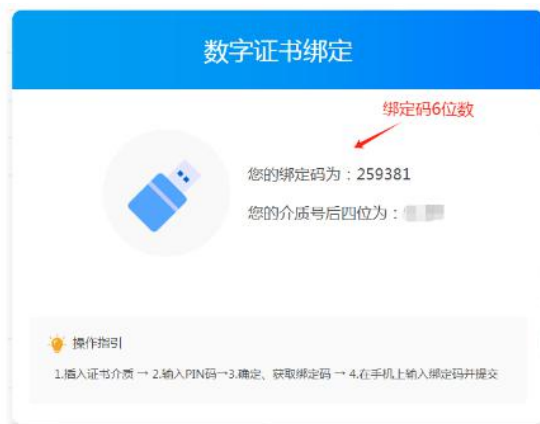 数字证书绑定
绑定码6位数
您的绑定码为：259381
您的介质号后四位为：
操作指引
1.插入证书介质 → 2.输入PIN码→3.确定、获取绑定码 → 4.在手机上输入绑定码并提交